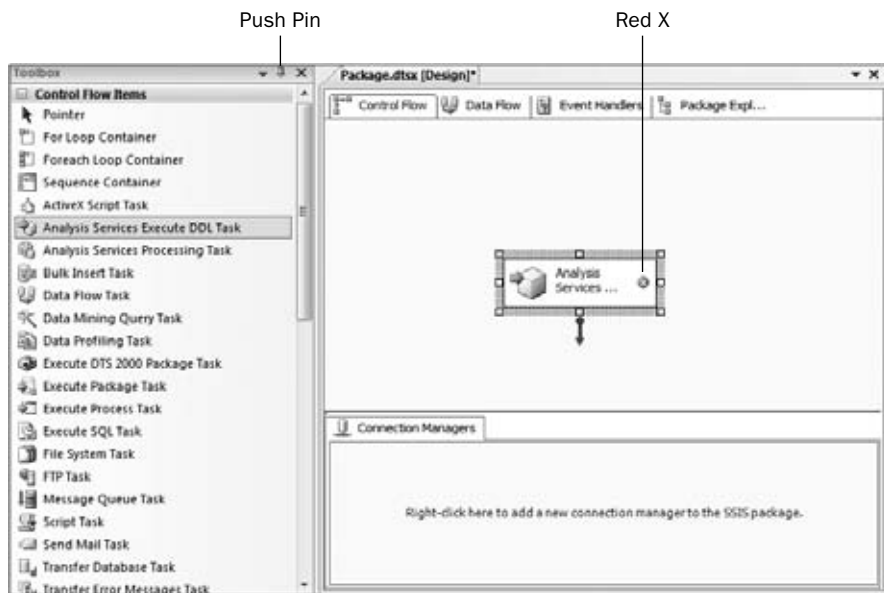 Push Pin
Red X
Toolbox
Control Flow Items
Pointer
For Loop Container
Foreach Loop Container
Sequence Container
ActiveX Script Task
Analysis Services Execute DDL Task
Analysis Services Processing Task
Bulk Insert Task
Data Flow Task
Data Mining Query Task
Data Profiling Task
Execute DTS 2000 Package Task
Execute Package Task
Execute Process Task
Execute SQL Task
File System Task
FTP Task
Message Queue Task
Script Task
Send Mail Task
Transfer Database Task
Transfer Error Messages Task
Package.dtsx [Design]*
Control Flow
Data Flow
Event Handlers
Package Expl...
Analysis
Services ...
Connection Managers
Right-click here to add a new connection manager to the SSIS package.